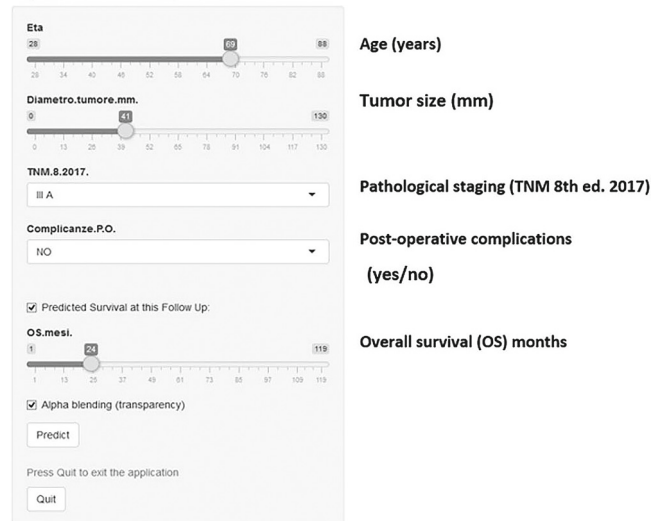 Eta
28 69 88
28 34 40 46 52 58 64 70 76 82 88
Age (years)
Diametro.tumore.mm.
0 41 130
0 13 26 39 52 65 78 91 104 117 130
Tumor size (mm)
TNM.8.2017.
III A
Pathological staging (TNM 8th ed. 2017)
Complicanze.P.O.
NO
Post-operative complications
(yes/no)
Predicted Survival at this Follow Up:
OS.mesi.
1 24 119
1 13 25 37 49 61 73 85 97 109 119
Overall survival (OS) months
Alpha blending (transparency)
Predict
Press Quit to exit the application
Quit